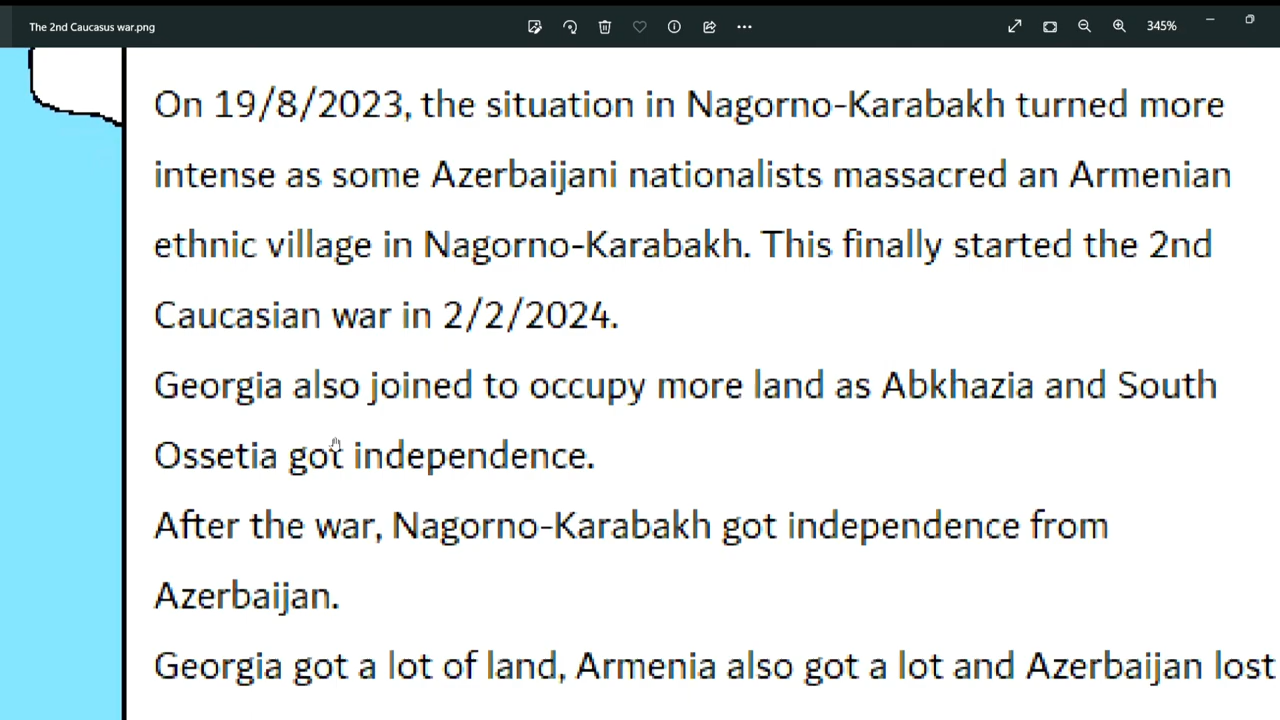 The 2nd Caucasus war.png
345%
On 19/8/2023, the situation in Nagorno-Karabakh turned more
intense as some Azerbaijani nationalists massacred an Armenian
ethnic village in Nagorno-Karabakh. This finally started the 2nd
Caucasian war in 2/2/2024.
Georgia also joined to occupy more land as Abkhazia and South
Ossetia got independence.
After the war, Nagorno-Karabakh got independence from
Azerbaijan.
Georgia got a lot of land, Armenia also got a lot and Azerbaijan lost